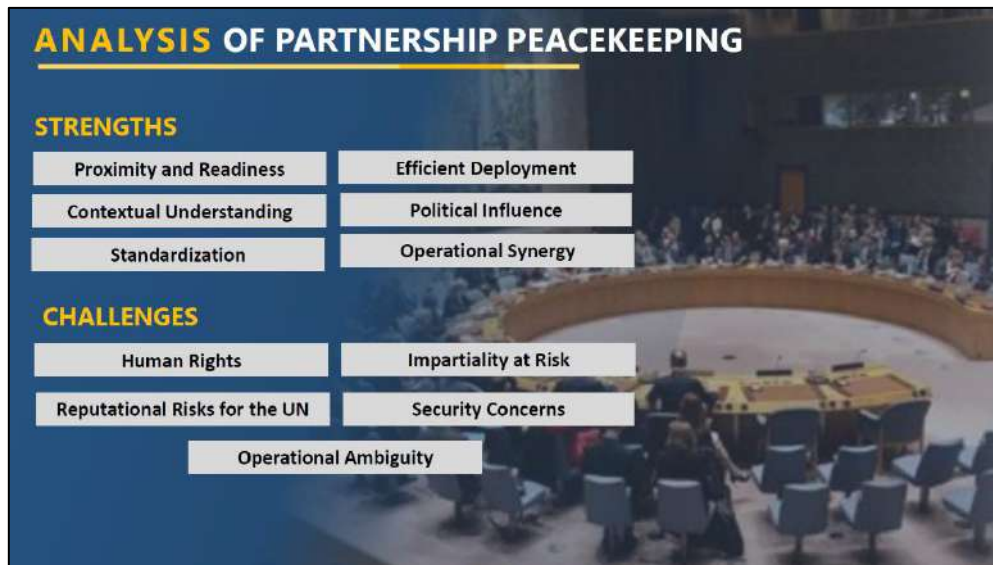 ANALYSIS OF PARTNERSHIP PEACEKEEPING
STRENGTHS
Proximity and Readiness
Efficient Deployment
Contextual Understanding
Political Influence
Standardization
Operational Synergy
CHALLENGES
Human Rights
Impartiality at Risk
Reputational Risks for the UN
Security Concerns
Operational Ambiguity